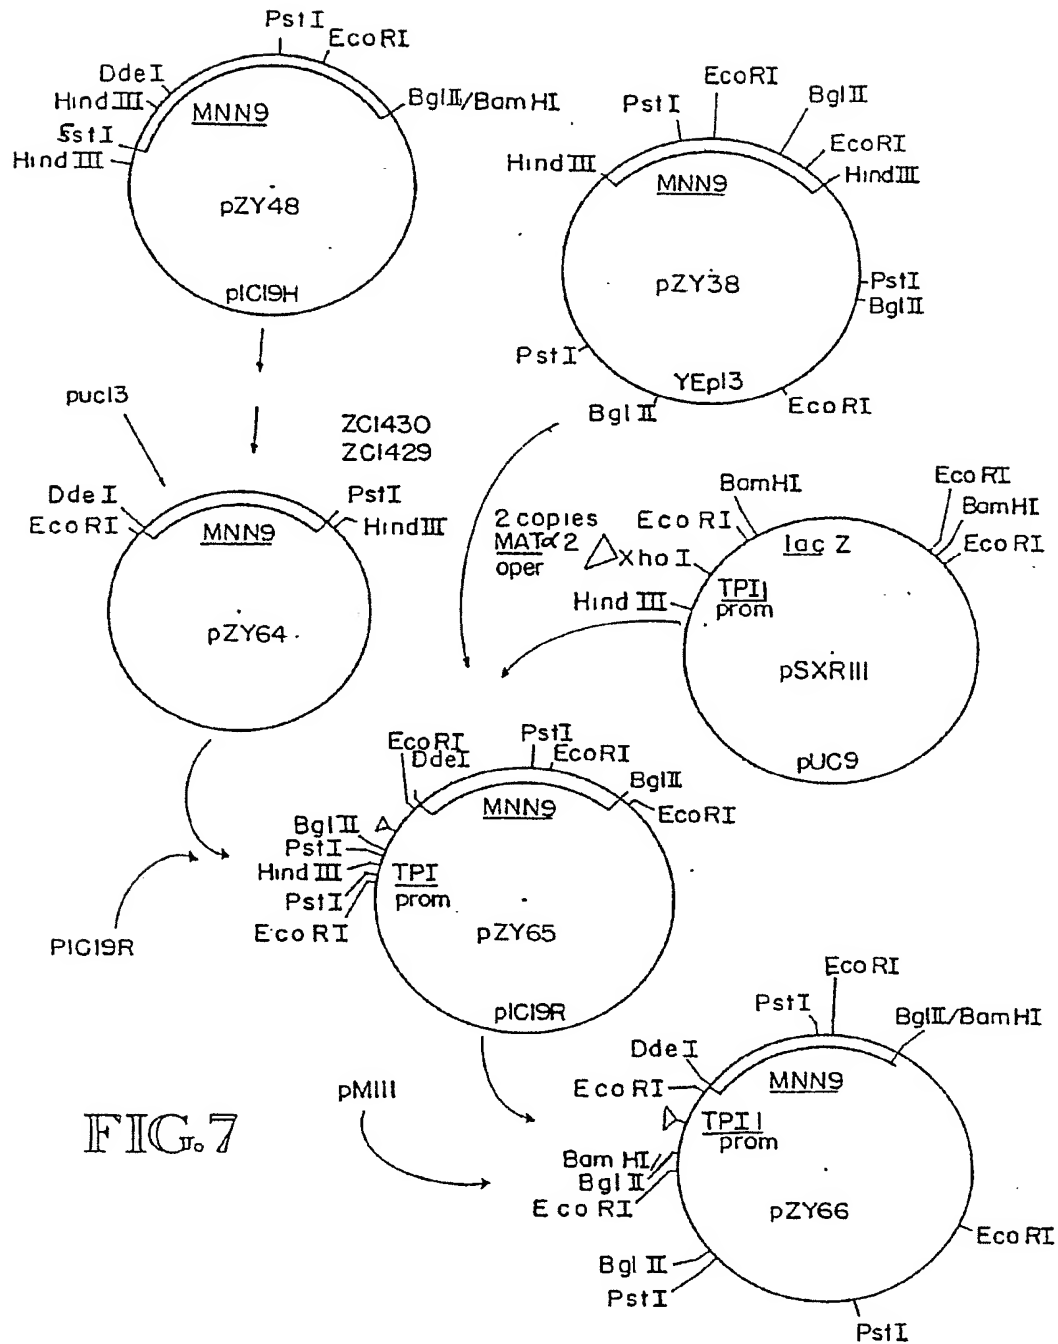 PstI
EcoRI
DdeI
HindIII
SstI
HindIII
MNN9
BglII/BamHI
pZY48
pIC19H
EcoRI
PstI
BglII
EcoRI
HindIII
HindIII
MNN9
pZY38
PstI
BglII
PstI
YEp13
BglII
EcoRI
puc13
ZC1430
ZC1429
DdeI
EcoRI
MNN9
PstI
HindIII
pZY64
2 copies
MATα2
oper
△
BamHI
EcoRI
XhoI
HindIII
lac Z
EcoRI
BamHI
EcoRI
TPI1
prom
pSXR111
pUC9
EcoRI
DdeI
PstI
EcoRI
BglII
EcoRI
MNN9
BglII
△
PstI
HindIII
PstI
EcoRI
TPI
prom
pZY65
pIC19R
PIC19R
pM111
EcoRI
PstI
BglII/BamHI
DdeI
EcoRI
MNN9
△
TPI1
prom
BamHI
BglII
EcoRI
pZY66
EcoRI
BglII
PstI
PstI
FIG. 7